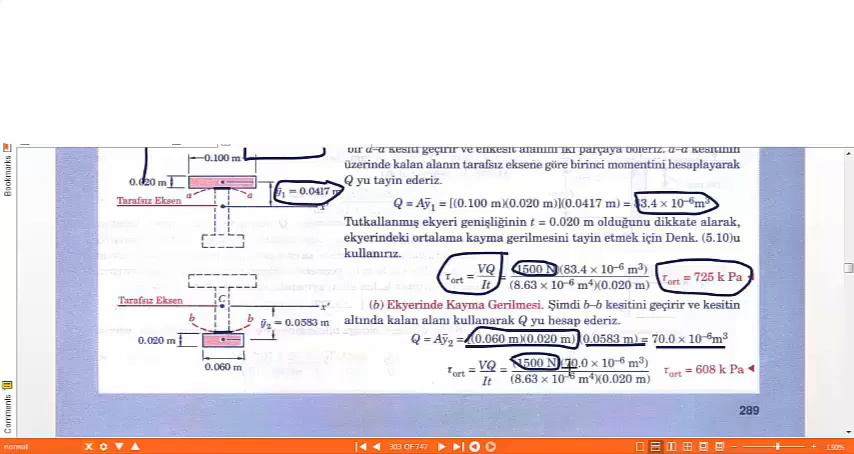 bir a–a kesiti geçirir ve enkesit alanını iki parçaya böleriz. a–a kesitinin
0.100 m
üzerinde kalan alanın tarafsız eksene göre birinci momentini hesaplayarak
0.020 m
a a
ȳ₁ = 0.0417 m
Q yu tayin ederiz.
Tarafsız Eksen
x'
Q = Aȳ₁ = [(0.100 m)(0.020 m)](0.0417 m) = 83.4 × 10⁻⁶m³
Tutkallanmış ekyeri genişliğinin t = 0.020 m olduğunu dikkate alarak,
ekyerindeki ortalama kayma gerilmesini tayin etmek için Denk. (5.10)u
kullanırız.
τort = VQ/It = (1500 N)(83.4 × 10⁻⁶ m³)/(8.63 × 10⁻⁶ m⁴)(0.020 m) τort = 725 k Pa
Tarafsız Eksen
C
x'
(b) Ekyerinde Kayma Gerilmesi. Şimdi b–b kesitini geçirir ve kesitin
b b
ȳ₂ = 0.0583 m
altında kalan alanı kullanarak Q yu hesap ederiz.
0.020 m
Q = Aȳ₂ = [(0.060 m)(0.020 m)](0.0583 m) = 70.0 × 10⁻⁶m³
0.060 m
τort = VQ/It = (1500 N)(70.0 × 10⁻⁶ m³)/(8.63 × 10⁻⁶ m⁴)(0.020 m) τort = 608 k Pa
289
Bookmarks
Comments
normal
303 OF 747
150%